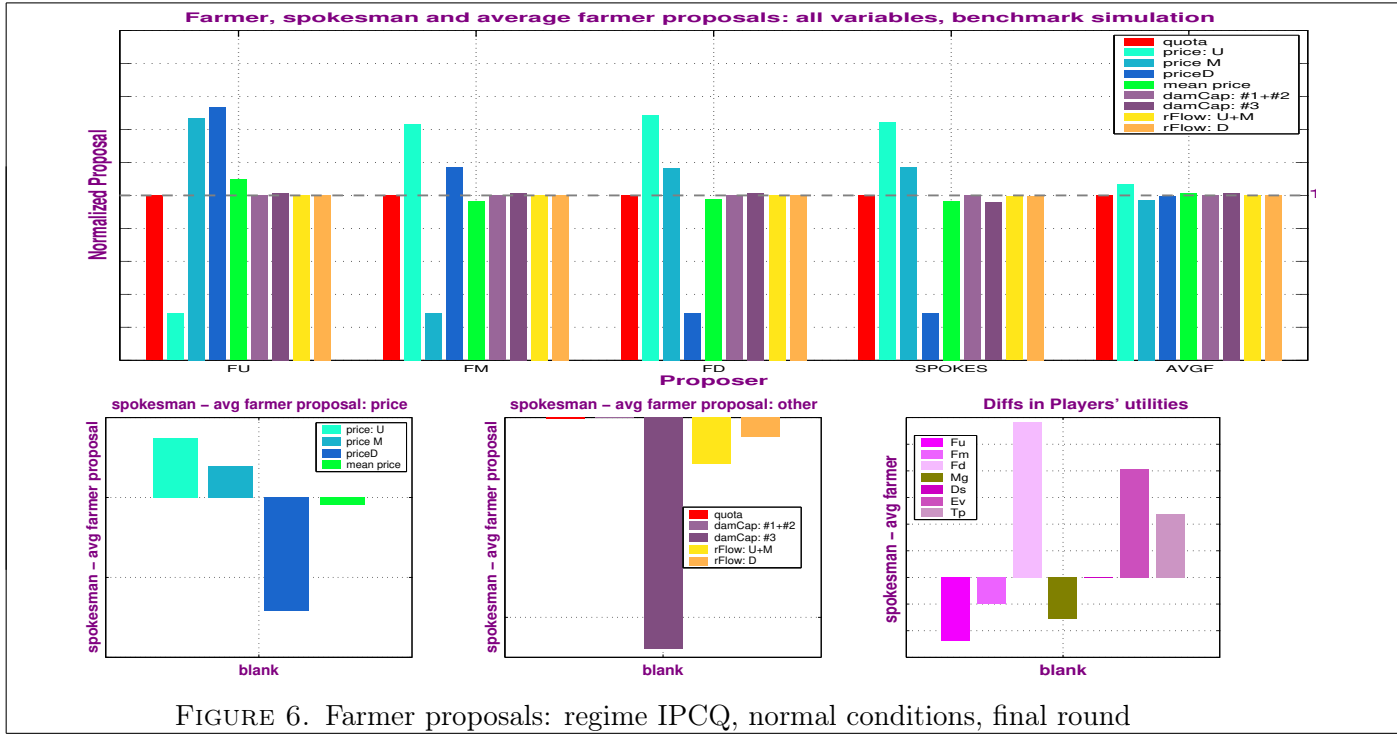 Farmer, spokesman and average farmer proposals: all variables, benchmark simulation
Normalized Proposal
quota
price: U
price M
priceD
mean price
damCap: #1+#2
damCap: #3
rFlow: U+M
rFlow: D
1
FU
FM
FD
SPOKES
AVGF
Proposer
spokesman − avg farmer proposal: price
spokesman − avg farmer proposal
price: U
price M
priceD
mean price
blank
spokesman − avg farmer proposal: other
spokesman − avg farmer proposal
quota
damCap: #1+#2
damCap: #3
rFlow: U+M
rFlow: D
blank
Diffs in Players' utilities
spokesman − avg farmer
Fu
Fm
Fd
Mg
Ds
Ev
Tp
blank
FIGURE 6. Farmer proposals: regime IPCQ, normal conditions, final round